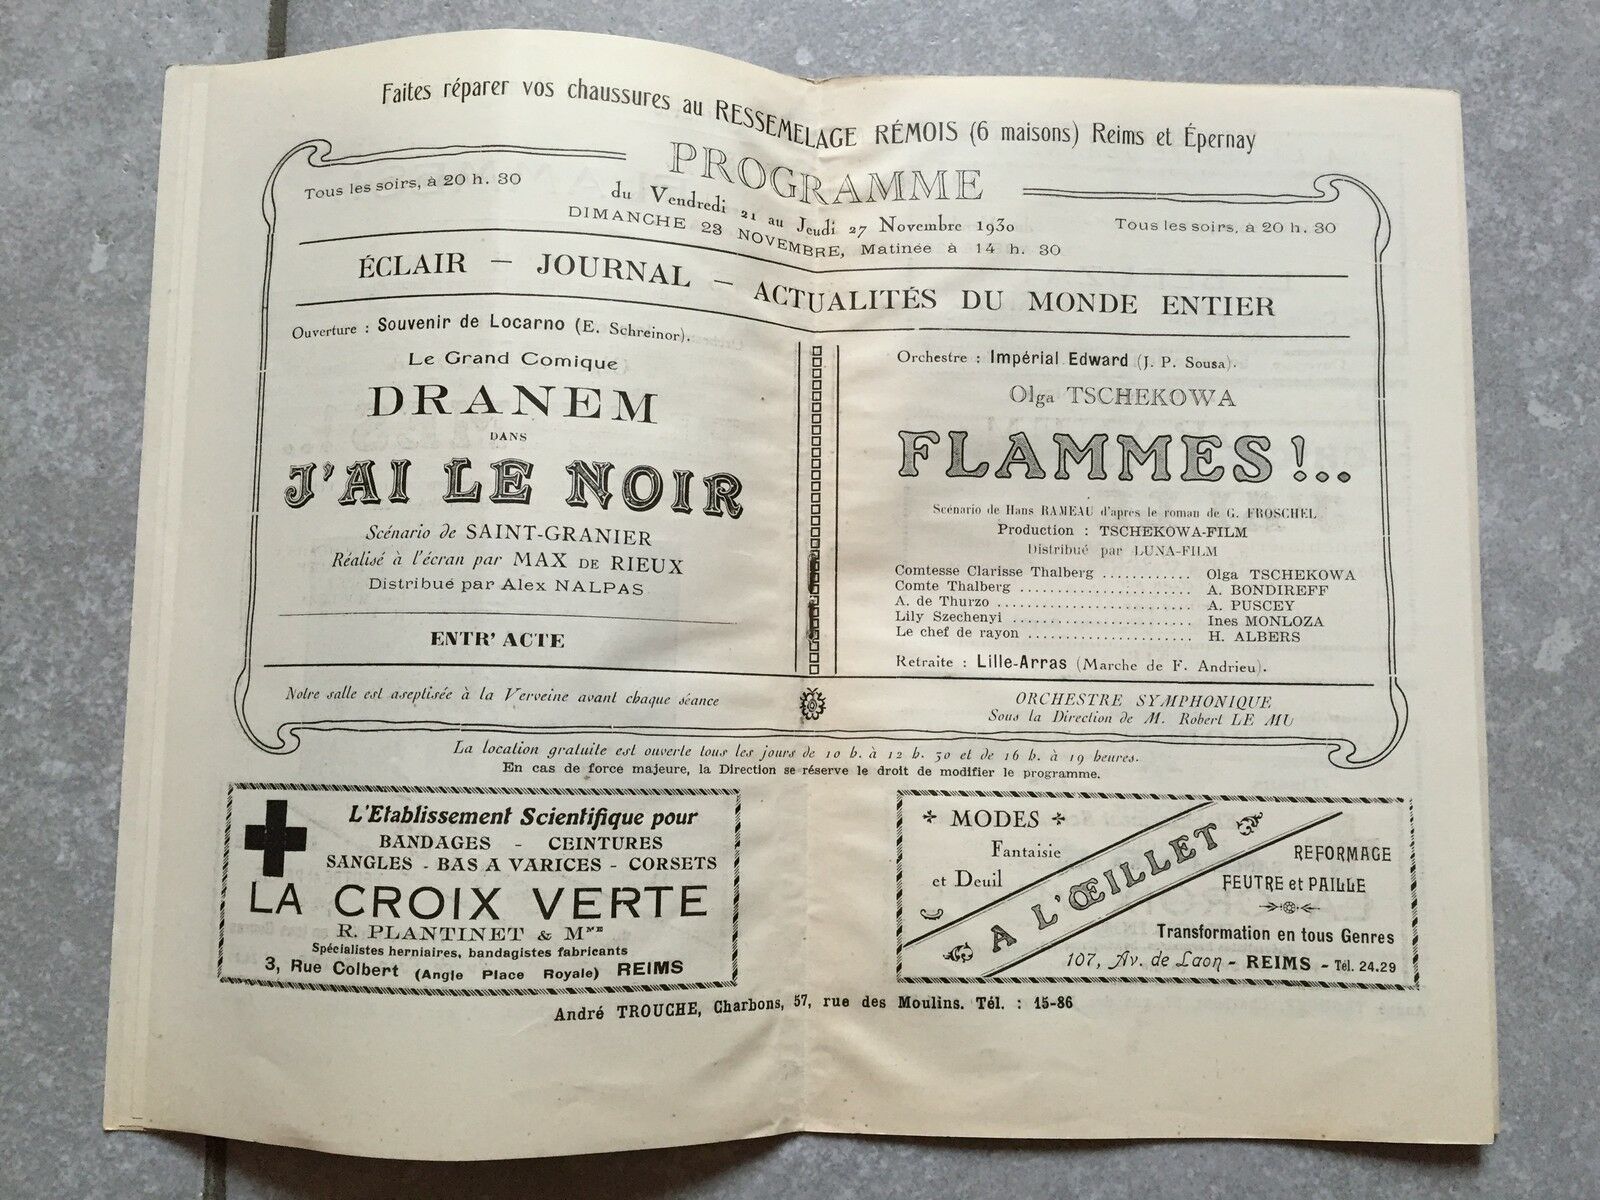 Faites réparer vos chaussures au RESSEMELAGE RÉMOIS (6 maisons) Reims et Épernay
PROGRAMME
Tous les soirs, à 20 h. 30
du Vendredi 21 au Jeudi 27 Novembre 1930
Tous les soirs, à 20 h. 30
DIMANCHE 23 NOVEMBRE, Matinée à 14 h. 30
ÉCLAIR - JOURNAL - ACTUALITÉS DU MONDE ENTIER
Ouverture : Souvenir de Locarno (E. Schreinor).
Le Grand Comique
DRANEM
DANS
J'AI LE NOIR
Scénario de SAINT-GRANIER
Réalisé à l'écran par MAX DE RIEUX
Distribué par Alex NALPAS
ENTR' ACTE
Notre salle est aseptisée à la Verveine avant chaque séance
Orchestre : Impérial Edward (J. P. Sousa).
Olga TSCHEKOWA
FLAMMES !..
Scénario de Hans RAMEAU d'après le roman de G. FROSCHEL
Production : TSCHEKOWA-FILM
Distribué par LUNA-FILM
Comtesse Clarisse Thalberg ............ Olga TSCHEKOWA
Comte Thalberg ....................... A. BONDIREFF
A. de Thurzo .......................... A. PUSCEY
Lily Szechenyi ........................ Ines MONLOZA
Le chef de rayon ...................... H. ALBERS
Retraite : Lille-Arras (Marche de F. Andrieu).
ORCHESTRE SYMPHONIQUE
Sous la Direction de M. Robert LE MU
La location gratuite est ouverte tous les jours de 10 h. à 12 h. 30 et de 16 h. à 19 heures.
En cas de force majeure, la Direction se réserve le droit de modifier le programme.
L'Etablissement Scientifique pour
BANDAGES - CEINTURES
SANGLES - BAS A VARICES - CORSETS
LA CROIX VERTE
R. PLANTINET & Mme
Spécialistes herniaires, bandagistes fabricants
3, Rue Colbert (Angle Place Royale) REIMS
MODES
Fantaisie
et Deuil
A L'ŒILLET
REFORMAGE
FEUTRE et PAILLE
Transformation en tous Genres
107, Av. de Laon - REIMS - Tél. 24.29
André TROUCHE, Charbons, 57, rue des Moulins. Tél. : 15-86